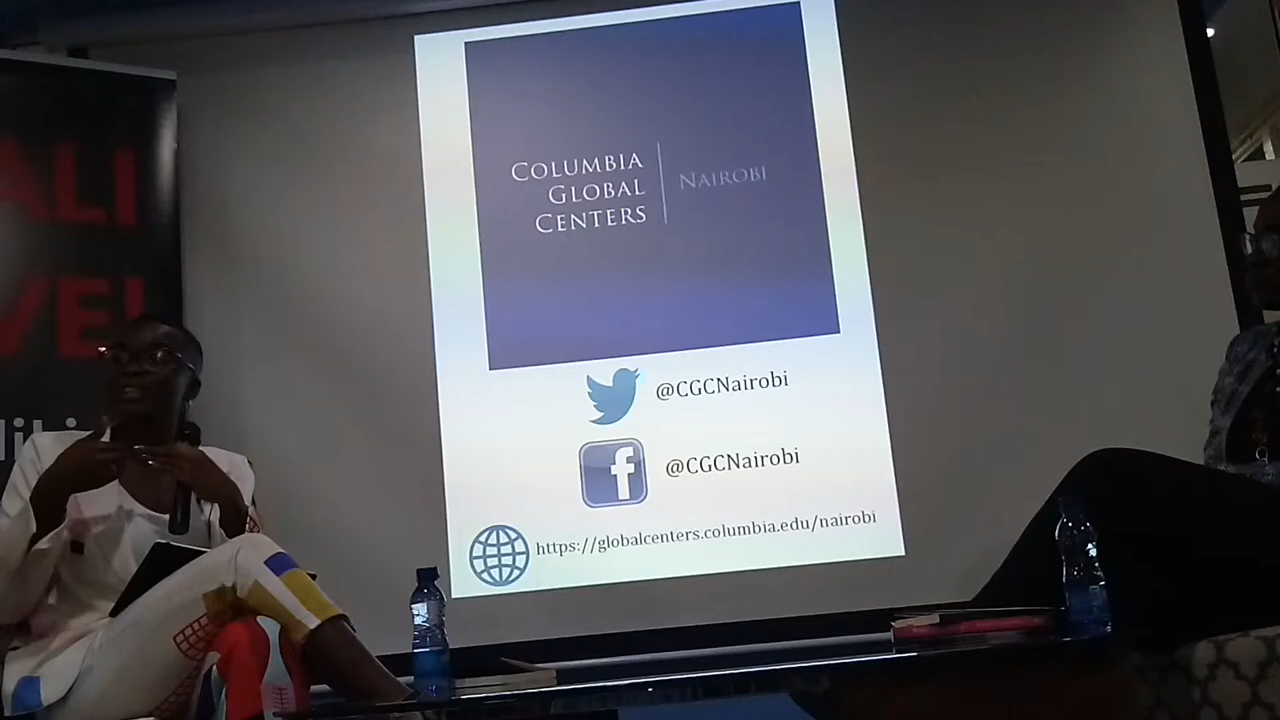 COLUMBIA
GLOBAL
CENTERS
NAIROBI
@CGCNairobi
@CGCNairobi
https://globalcenters.columbia.edu/nairobi